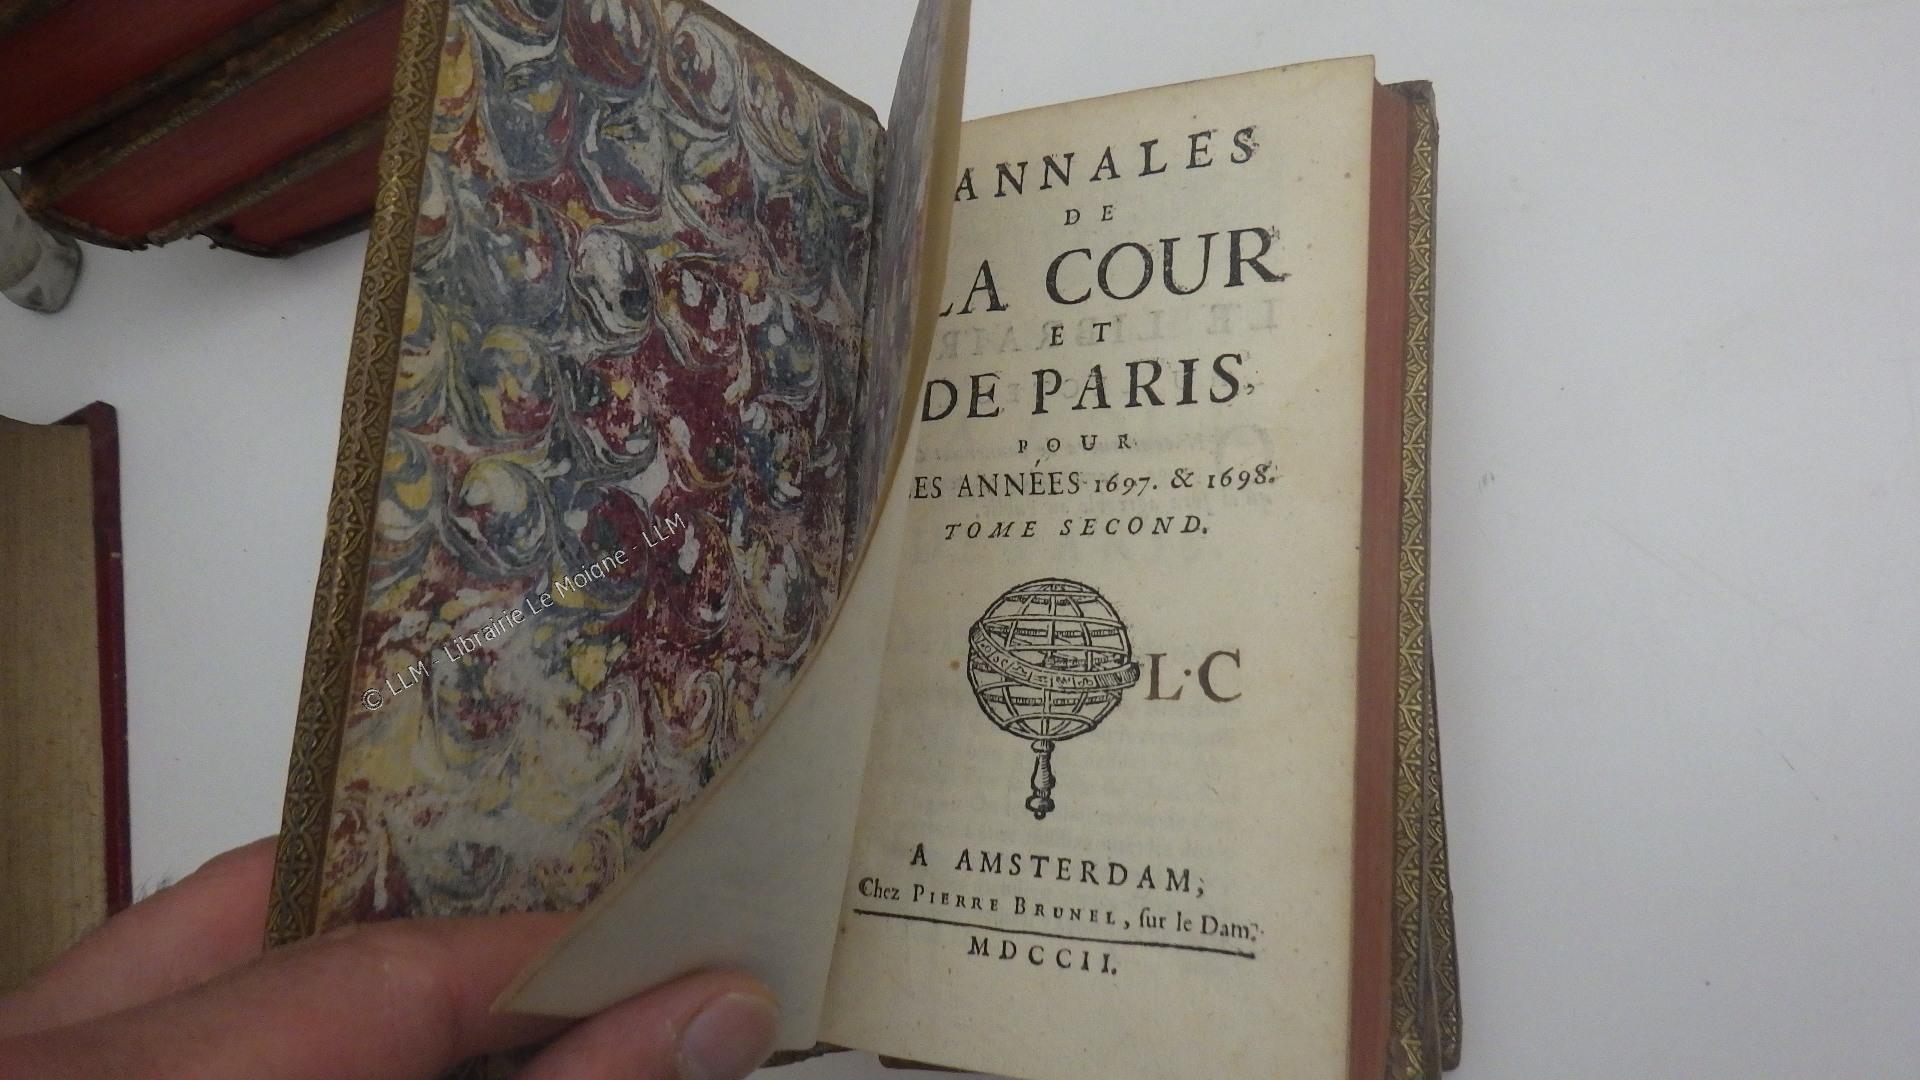 ANNALES
DE
LA COUR
ET
DE PARIS,
POUR
LES ANNÉES 1697. & 1698.
TOME SECOND.
L·C
A AMSTERDAM,
Chez PIERRE BRUNEL, sur le Dam.
MDCCII.
© LLM - Librairie Le Moigne - LLM